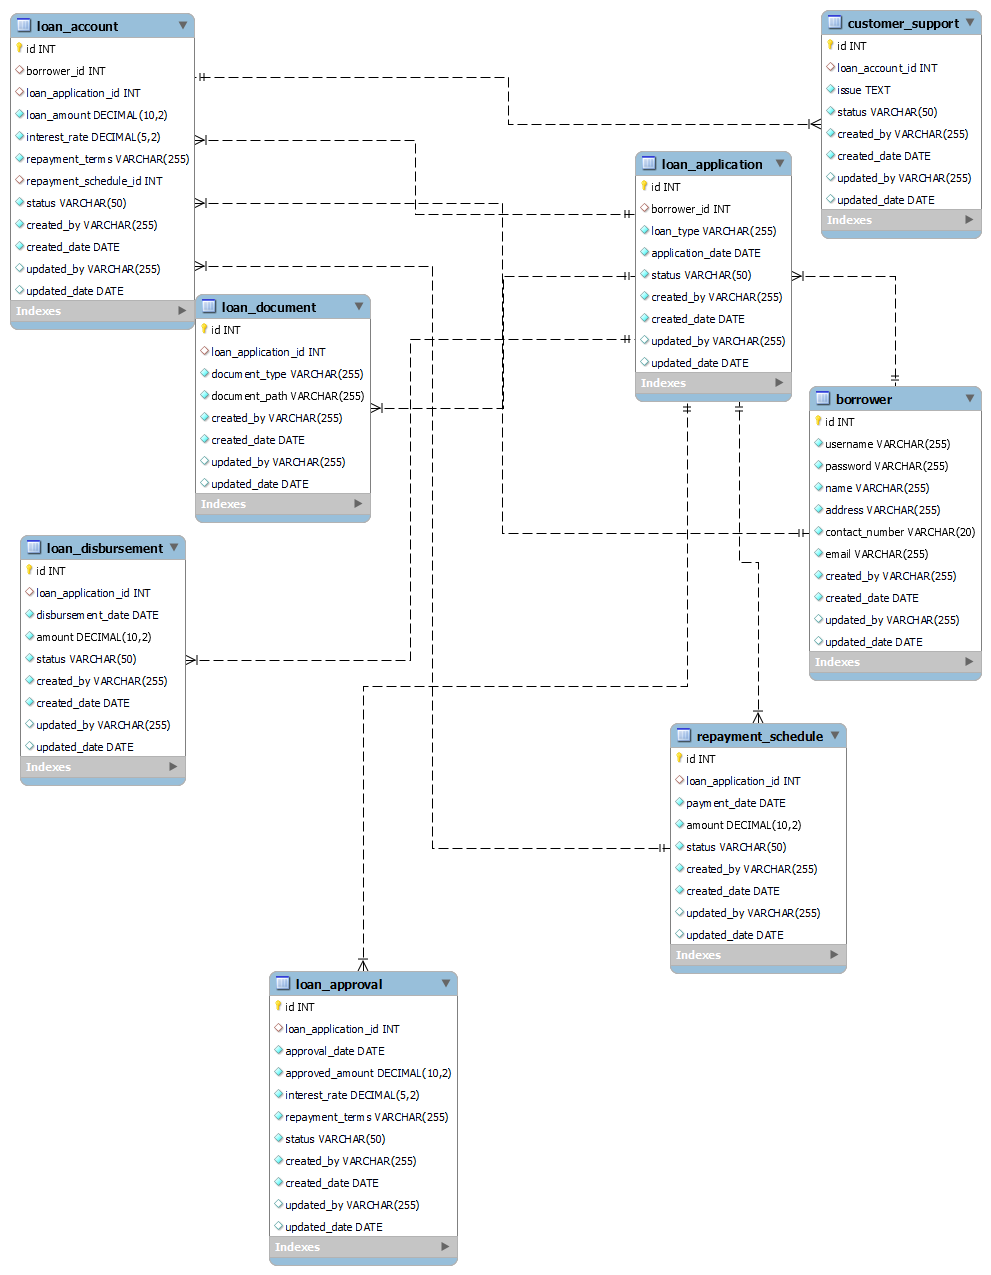 loan_account
id INT
borrower_id INT
loan_application_id INT
loan_amount DECIMAL(10,2)
interest_rate DECIMAL(5,2)
repayment_terms VARCHAR(255)
repayment_schedule_id INT
status VARCHAR(50)
created_by VARCHAR(255)
created_date DATE
updated_by VARCHAR(255)
updated_date DATE
Indexes
customer_support
id INT
loan_account_id INT
issue TEXT
status VARCHAR(50)
created_by VARCHAR(255)
created_date DATE
updated_by VARCHAR(255)
updated_date DATE
Indexes
loan_application
id INT
borrower_id INT
loan_type VARCHAR(255)
application_date DATE
status VARCHAR(50)
created_by VARCHAR(255)
created_date DATE
updated_by VARCHAR(255)
updated_date DATE
Indexes
loan_document
id INT
loan_application_id INT
document_type VARCHAR(255)
document_path VARCHAR(255)
created_by VARCHAR(255)
created_date DATE
updated_by VARCHAR(255)
updated_date DATE
Indexes
borrower
id INT
username VARCHAR(255)
password VARCHAR(255)
name VARCHAR(255)
address VARCHAR(255)
contact_number VARCHAR(20)
email VARCHAR(255)
created_by VARCHAR(255)
created_date DATE
updated_by VARCHAR(255)
updated_date DATE
Indexes
loan_disbursement
id INT
loan_application_id INT
disbursement_date DATE
amount DECIMAL(10,2)
status VARCHAR(50)
created_by VARCHAR(255)
created_date DATE
updated_by VARCHAR(255)
updated_date DATE
Indexes
repayment_schedule
id INT
loan_application_id INT
payment_date DATE
amount DECIMAL(10,2)
status VARCHAR(50)
created_by VARCHAR(255)
created_date DATE
updated_by VARCHAR(255)
updated_date DATE
Indexes
loan_approval
id INT
loan_application_id INT
approval_date DATE
approved_amount DECIMAL(10,2)
interest_rate DECIMAL(5,2)
repayment_terms VARCHAR(255)
status VARCHAR(50)
created_by VARCHAR(255)
created_date DATE
updated_by VARCHAR(255)
updated_date DATE
Indexes